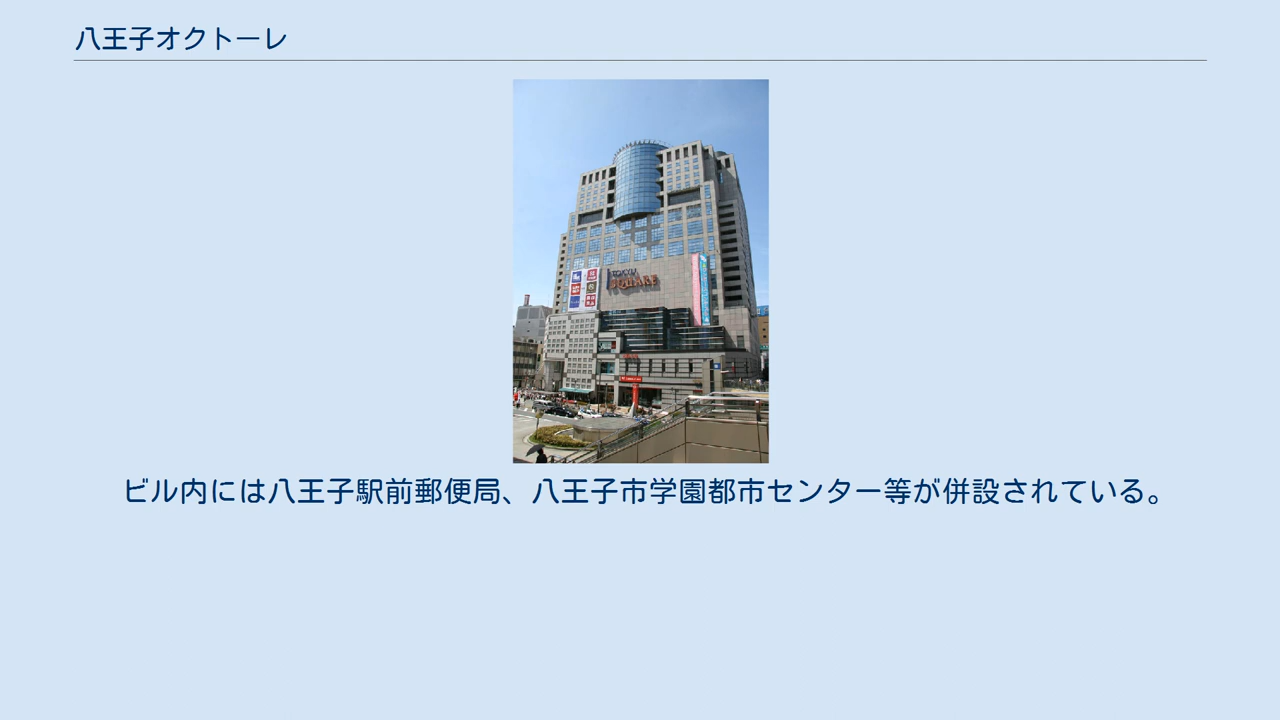 八王子オクトーレ
TOKYU
SQUARE
ビル内には八王子駅前郵便局、八王子市学園都市センター等が併設されている。